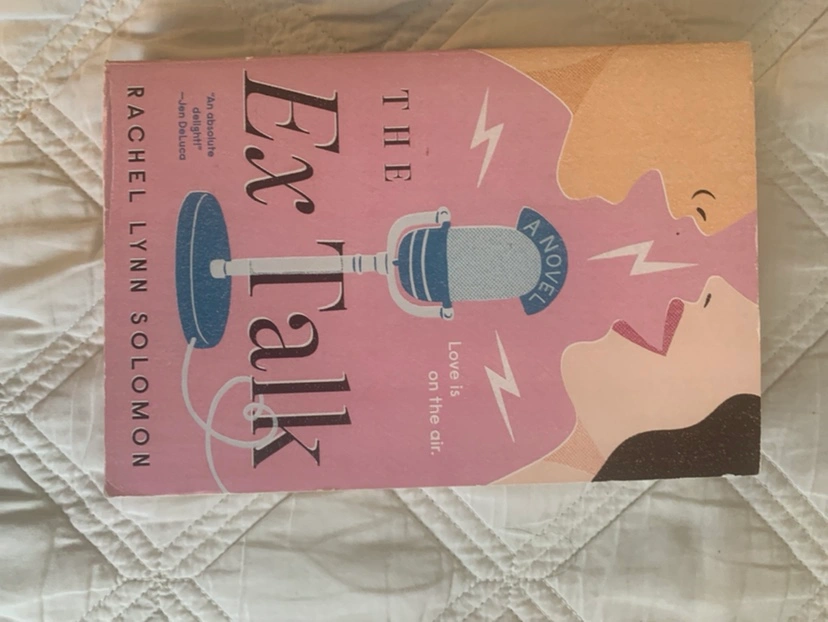 A NOVEL
Love is
on the air.
THE
Ex Talk
"An absolute
delight!"
—Jen DeLuca
RACHEL LYNN SOLOMON